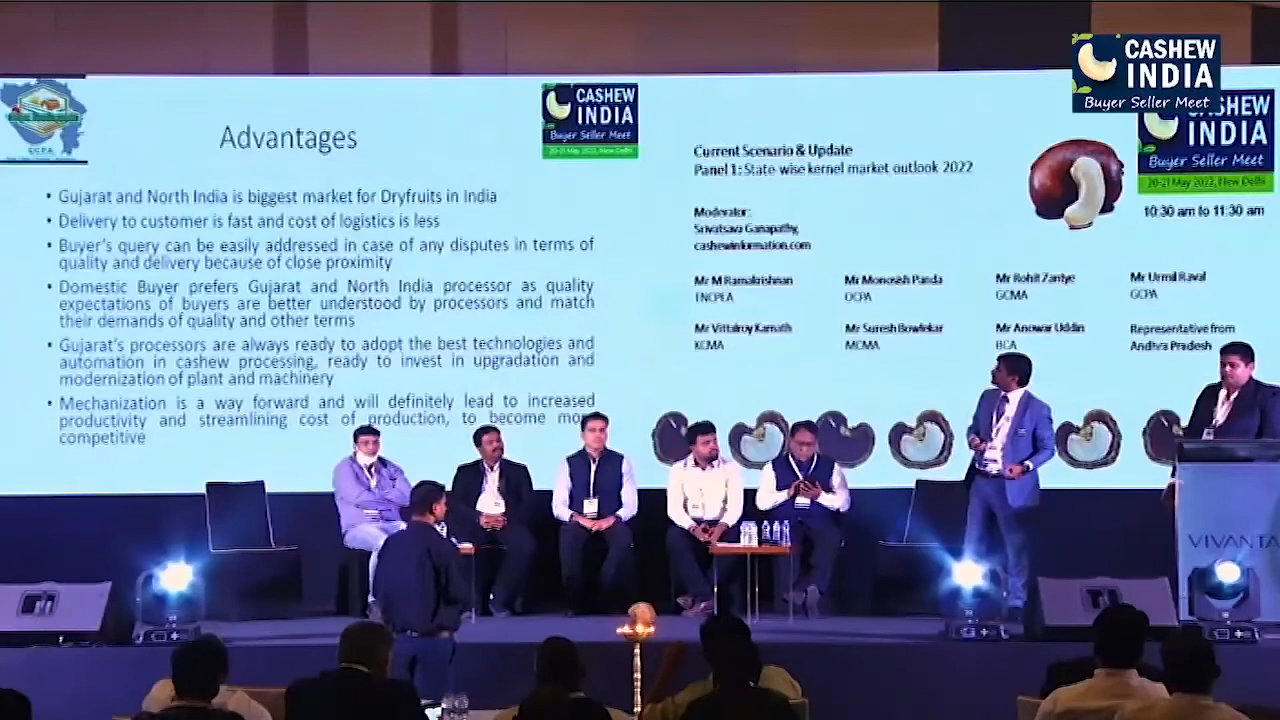 CASHEW
INDIA
Buyer Seller Meet
GCPA
Advantages
• Gujarat and North India is biggest market for Dryfruits in India
• Delivery to customer is fast and cost of logistics is less
• Buyer's query can be easily addressed in case of any disputes in terms of
quality and delivery because of close proximity
• Domestic Buyer prefers Gujarat and North India processor as quality
expectations of buyers are better understood by processors and match
their demands of quality and other terms
• Gujarat's processors are always ready to adopt the best technologies and
automation in cashew processing, ready to invest in upgradation and
modernization of plant and machinery
• Mechanization is a way forward and will definitely lead to increased
productivity and streamlining cost of production, to become more
competitive
CASHEW
INDIA
Buyer Seller Meet
20-21 May 2022, New Delhi
Current Scenario & Update
Panel 1: State wise kernel market outlook 2022
Moderator:
Srivatsava Ganapathy,
cashewinformation.com
Mr M Ramakrishnan
TNCPEA
Mr Monosish Panda
OCPA
Mr Rohit Zantye
GCMA
Mr Urmil Raval
GCPA
Mr Vittalroy Kamath
KCMA
Mr Suresh Bowlekar
MCMA
Mr Anowar Uddin
BCA
Representative from
Andhra Pradesh
HEW
INDIA
Buyer Seller Meet
20-21 May 2022, New Delhi
10:30 am to 11:30 am
VIVANTA